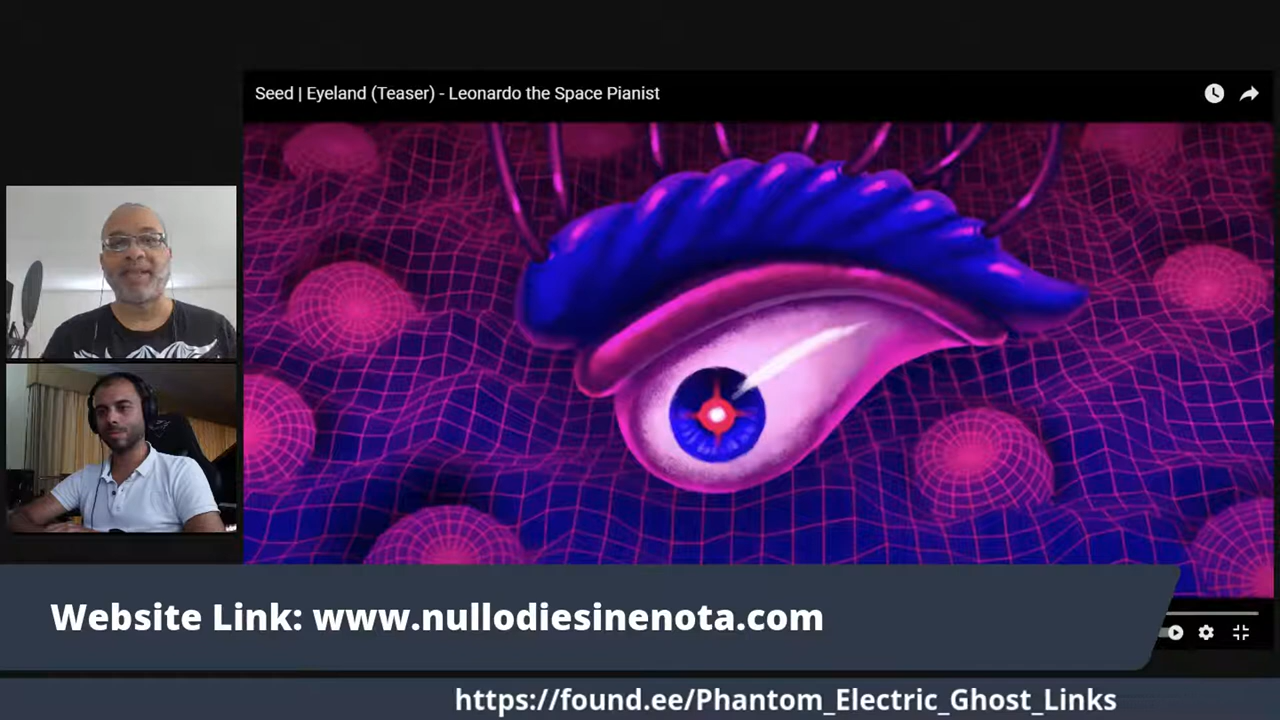 Seed | Eyeland (Teaser) - Leonardo the Space Pianist
Website Link: www.nullodiesinenota.com
https://found.ee/Phantom_Electric_Ghost_Links